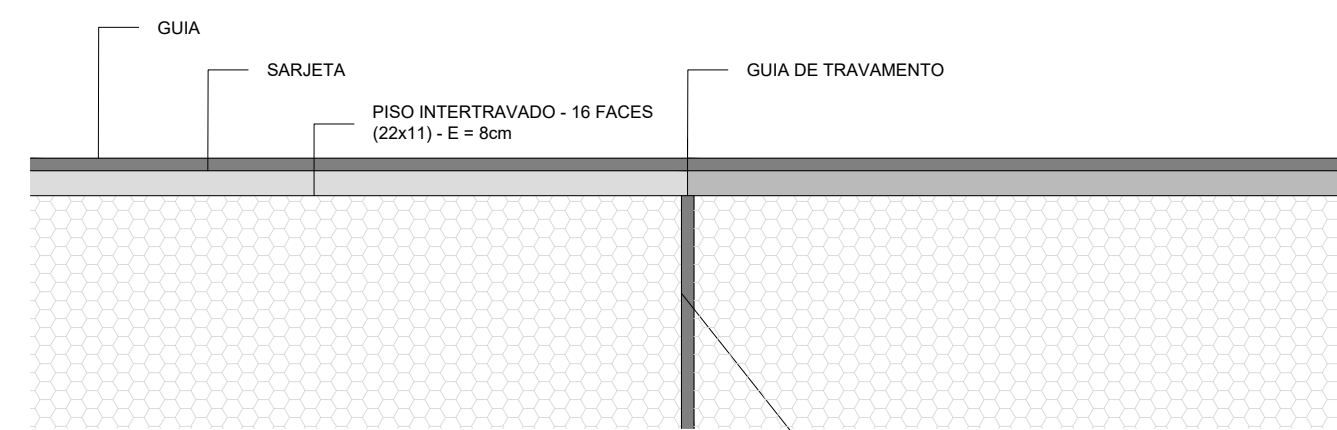 GUIA
SARJETA
GUIA DE TRAVAMENTO
PISO INTERTRAVADO - 16 FACES
(22x11) - E = 8cm